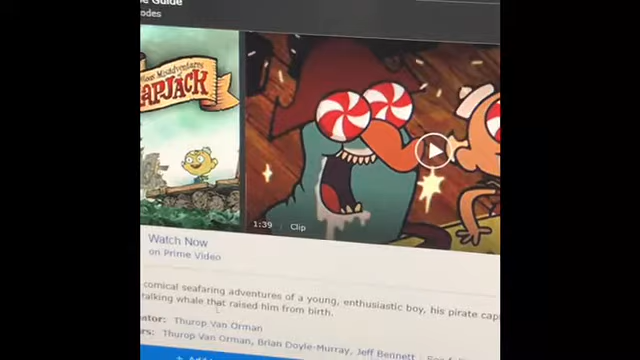 e Guide
odes
Misadventures
APJACK
1:39 Clip
Watch Now
on Prime Video
comical seafaring adventures of a young, enthusiastic boy, his pirate cap
talking whale that raised him from birth.
ator: Thurop Van Orman
rs: Thurop Van Orman, Brian Doyle-Murray, Jeff Bennett
+ Add